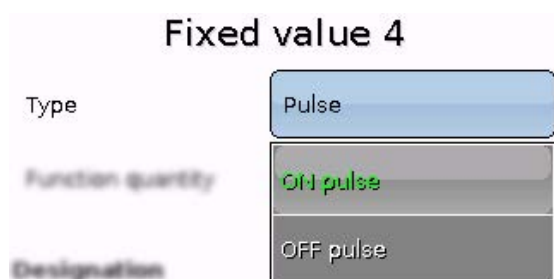 Fixed value 4
Type Pulse
Function quantity ON pulse
OFF pulse
Designation